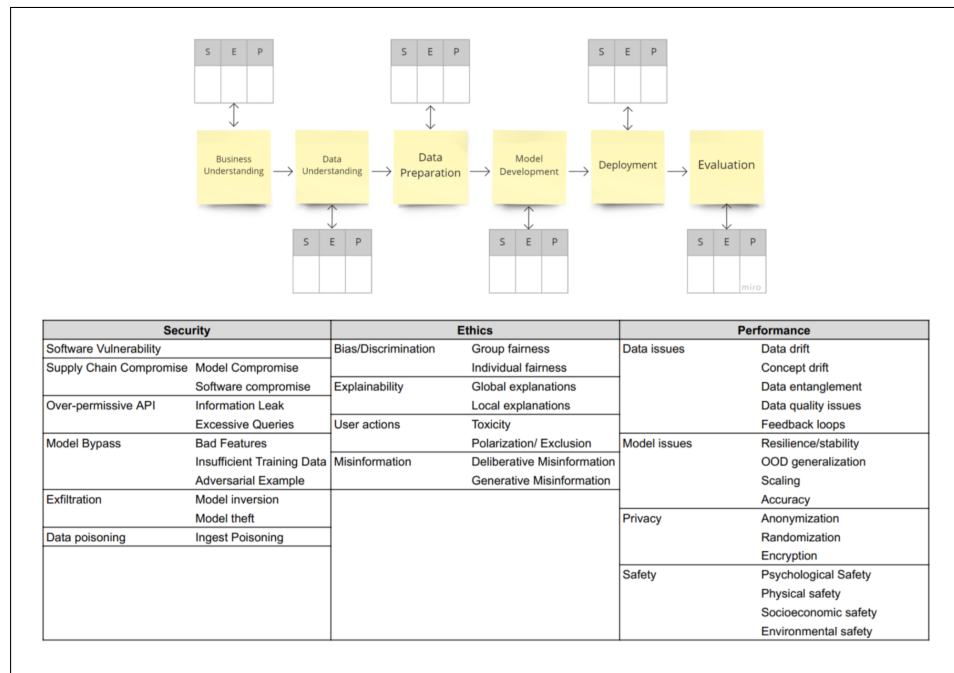 S E P
S E P
S E P
Business
Understanding
Data
Understanding
Data
Preparation
Model
Development
Deployment
Evaluation
S E P
S E P
S E P
miro
Security Ethics Performance
Software Vulnerability Bias/Discrimination Group fairness Data issues Data drift
Supply Chain Compromise Model Compromise Individual fairness Concept drift
Software compromise Explainability Global explanations Data entanglement
Over-permissive API Information Leak Local explanations Data quality issues
Excessive Queries User actions Toxicity Feedback loops
Model Bypass Bad Features Polarization/ Exclusion Model issues Resilience/stability
Insufficient Training Data Misinformation Deliberative Misinformation OOD generalization
Adversarial Example Generative Misinformation Scaling
Exfiltration Model inversion Accuracy
Model theft Privacy Anonymization
Data poisoning Ingest Poisoning Randomization
Encryption
Safety Psychological Safety
Physical safety
Socioeconomic safety
Environmental safety